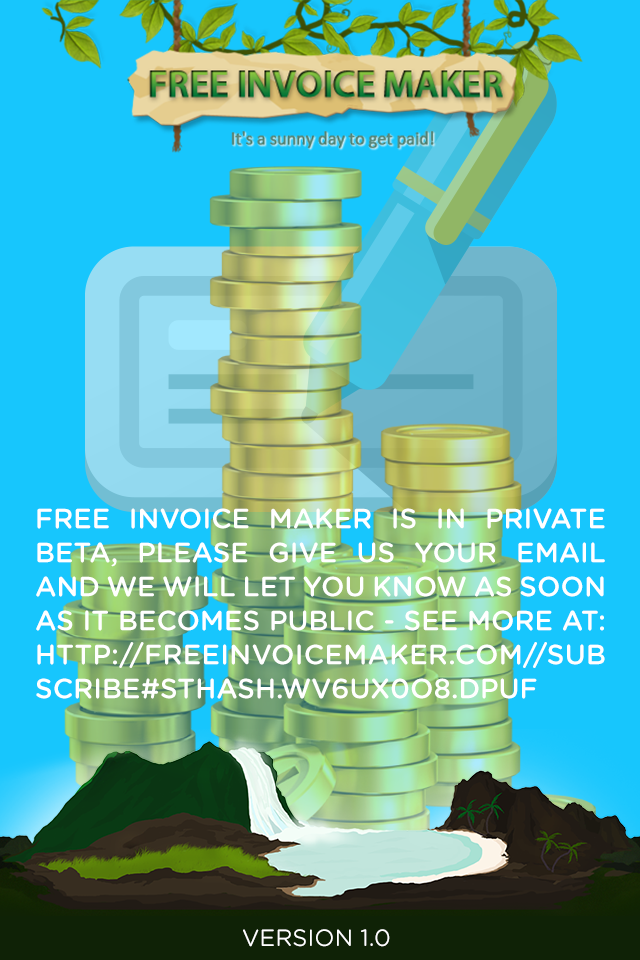 FREE INVOICE MAKER
It's a sunny day to get paid!
FREE INVOICE MAKER IS IN PRIVATE
BETA, PLEASE GIVE US YOUR EMAIL
AND WE WILL LET YOU KNOW AS SOON
AS IT BECOMES PUBLIC - SEE MORE AT:
HTTP://FREEINVOICEMAKER.COM//SUB
SCRIBE#STHASH.WV6UX0O8.DPUF
VERSION 1.0